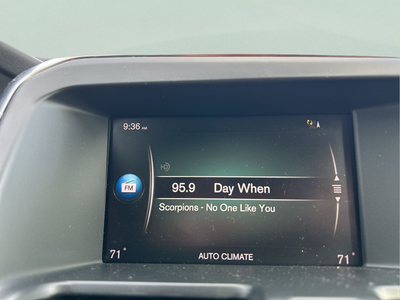 9:36 AM
FM
95.9 Day When
Scorpions - No One Like You
71° AUTO CLIMATE 71°